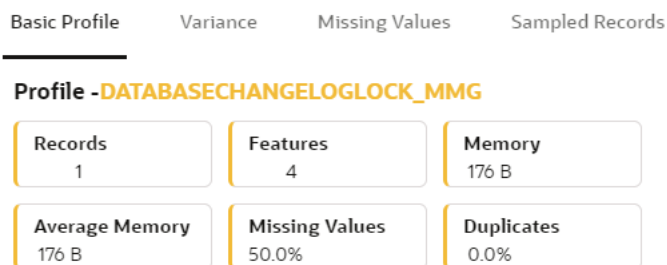 Basic Profile Variance Missing Values Sampled Records
Profile -DATABASECHANGELOGLOCK_MMG
Records Features Memory
1 4 176 B
Average Memory Missing Values Duplicates
176 B 50.0% 0.0%